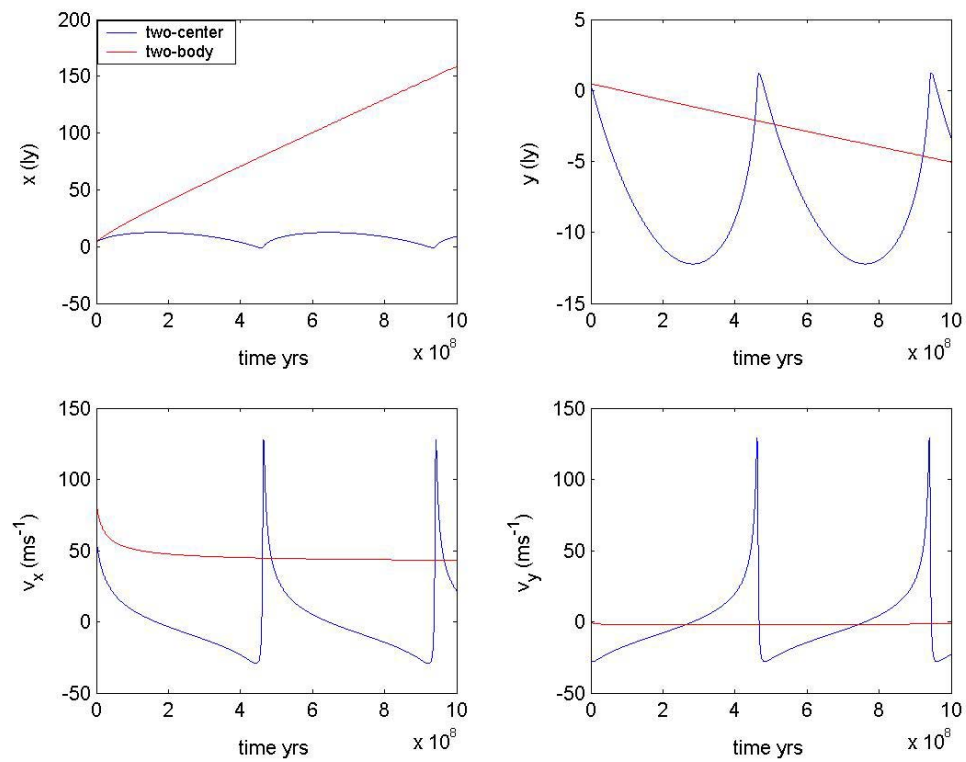 200
150
100
50
0
-50
x (ly)
two-center
two-body
0 2 4 6 8 10
x 10^8
time yrs
5
0
-5
-10
-15
y (ly)
0 2 4 6 8 10
x 10^8
time yrs
150
100
50
0
-50
v_x (ms^-1)
0 2 4 6 8 10
x 10^8
time yrs
150
100
50
0
-50
v_y (ms^-1)
0 2 4 6 8 10
x 10^8
time yrs